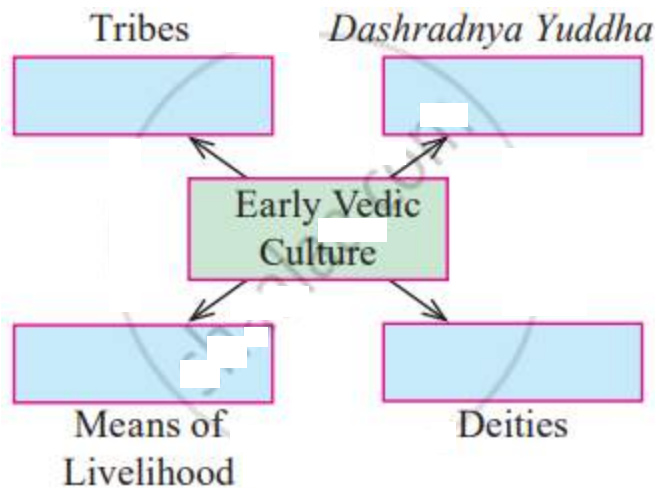 Tribes
Dashradnya Yuddha
Early Vedic
Culture
Means of
Livelihood
Deities